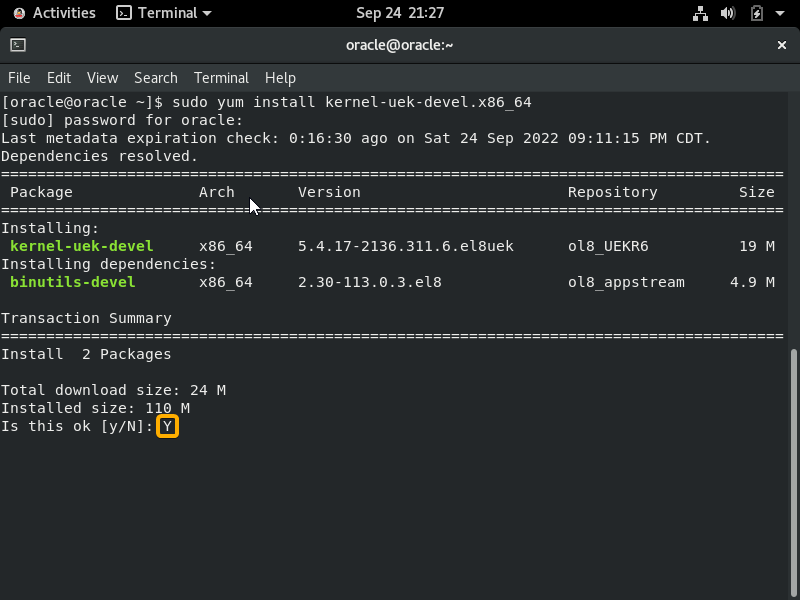 Activities Terminal Sep 24 21:27
oracle@oracle:~
File Edit View Search Terminal Help
[oracle@oracle ~]$ sudo yum install kernel-uek-devel.x86_64
[sudo] password for oracle:
Last metadata expiration check: 0:16:30 ago on Sat 24 Sep 2022 09:11:15 PM CDT.
Dependencies resolved.
=======================================================================================
Package Arch Version Repository Size
=======================================================================================
Installing:
kernel-uek-devel x86_64 5.4.17-2136.311.6.el8uek ol8_UEKR6 19 M
Installing dependencies:
binutils-devel x86_64 2.30-113.0.3.el8 ol8_appstream 4.9 M
Transaction Summary
=======================================================================================
Install 2 Packages
Total download size: 24 M
Installed size: 110 M
Is this ok [y/N]: Y